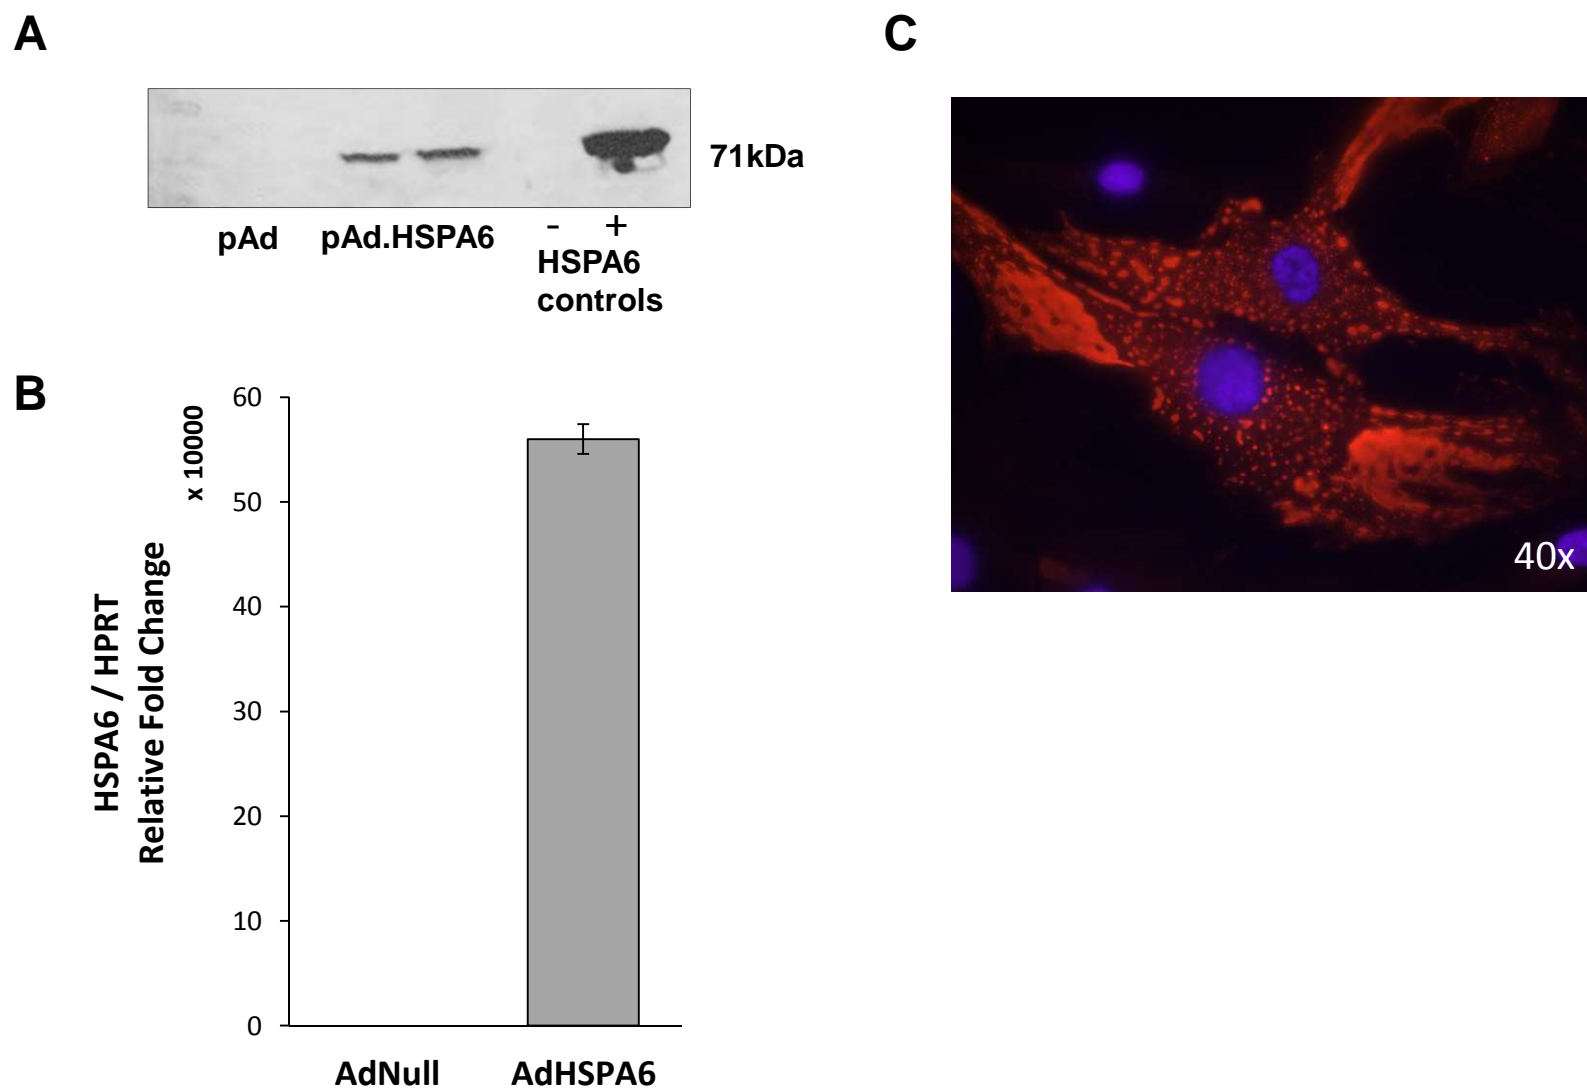 A
71kDa
pAd
pAd.HSPA6
- +
HSPA6
controls
B
x 10000
HSPA6 / HPRT
Relative Fold Change
60
50
40
30
20
10
0
AdNull
AdHSPA6
C
40x